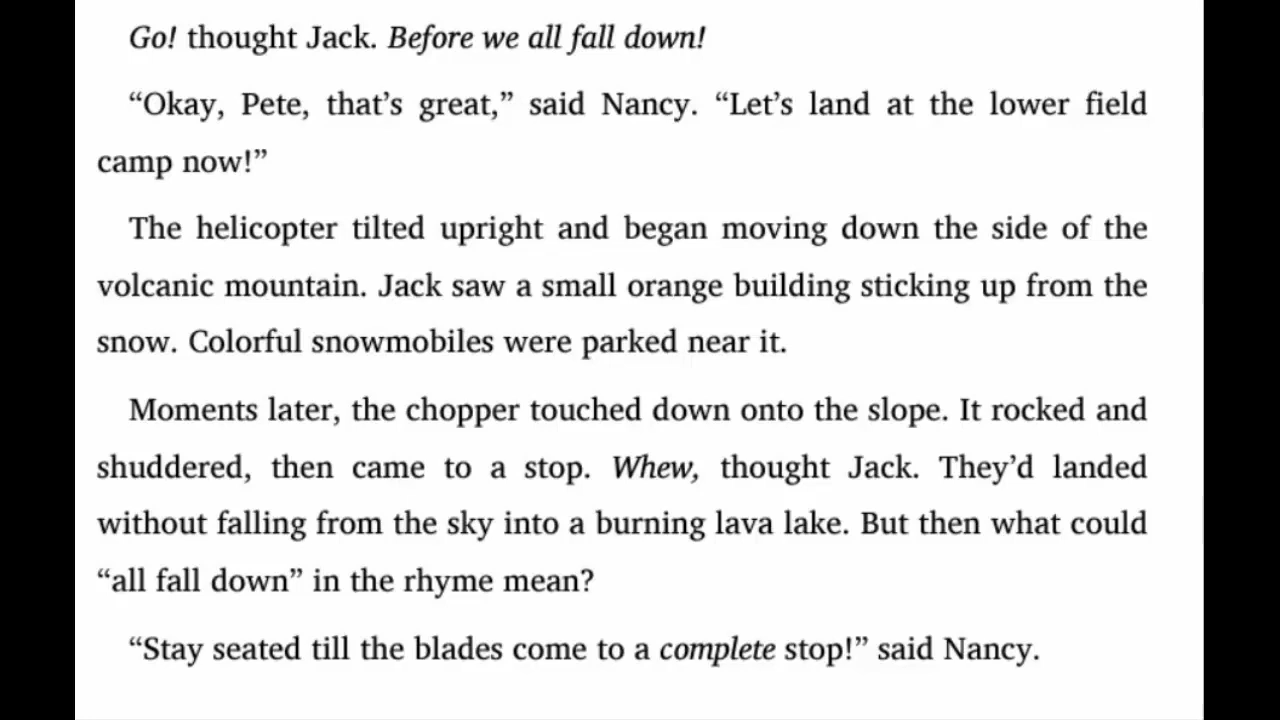 Go! thought Jack. Before we all fall down!
“Okay, Pete, that’s great,” said Nancy. “Let’s land at the lower field
camp now!”
The helicopter tilted upright and began moving down the side of the
volcanic mountain. Jack saw a small orange building sticking up from the
snow. Colorful snowmobiles were parked near it.
Moments later, the chopper touched down onto the slope. It rocked and
shuddered, then came to a stop. Whew, thought Jack. They’d landed
without falling from the sky into a burning lava lake. But then what could
“all fall down” in the rhyme mean?
“Stay seated till the blades come to a complete stop!” said Nancy.